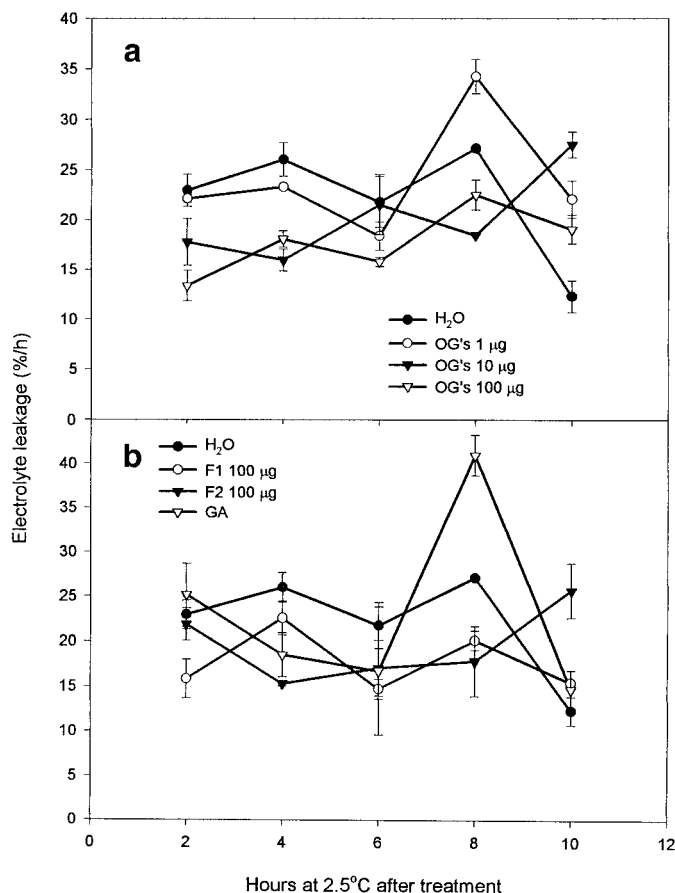 40
a
35
30
25
20
15
10
5
0
H₂O
OG's 1 µg
OG's 10 µg
OG's 100 µg
Electrolyte leakage (%/h)
b
H₂O
F1 100 µg
F2 100 µg
GA
40
35
30
25
20
15
10
5
0
0 2 4 6 8 10 12
Hours at 2.5°C after treatment